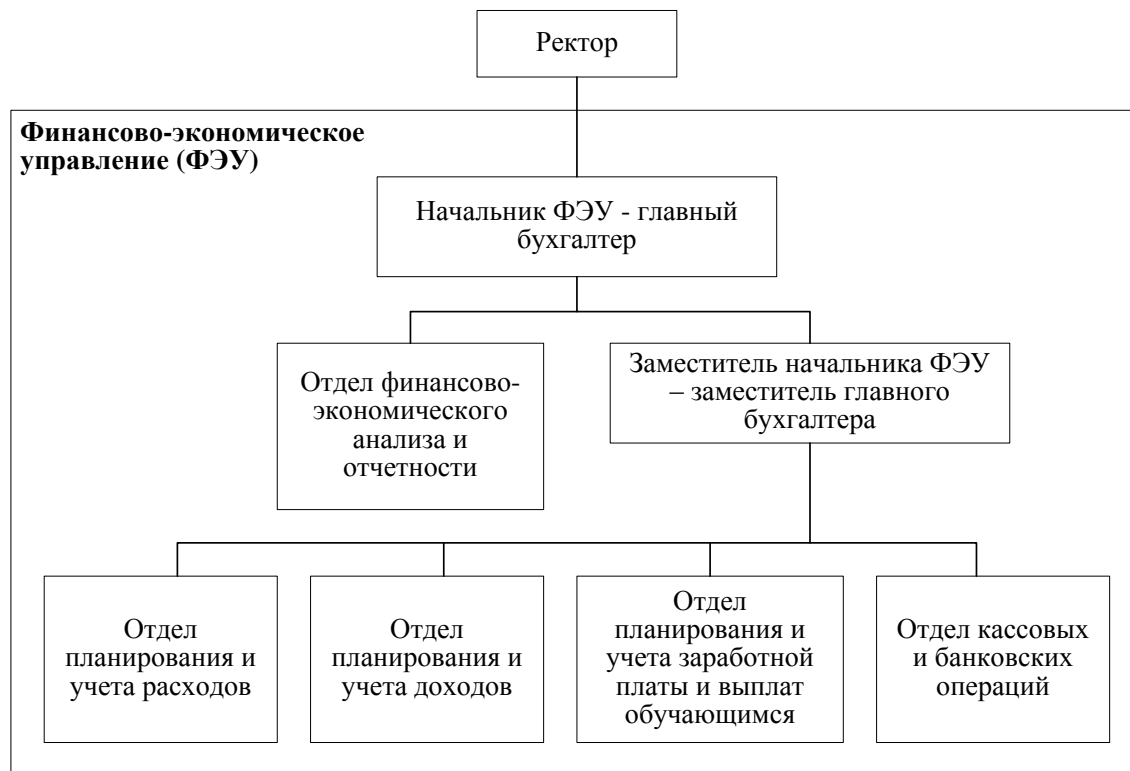 Ректор
Финансово-экономическое
управление (ФЭУ)
Начальник ФЭУ - главный
бухгалтер
Отдел финансово-
экономического
анализа и
отчетности
Заместитель начальника ФЭУ
– заместитель главного
бухгалтера
Отдел
планирования и
учета расходов
Отдел
планирования и
учета доходов
Отдел
планирования и
учета заработной
платы и выплат
обучающимся
Отдел кассовых
и банковских
операций